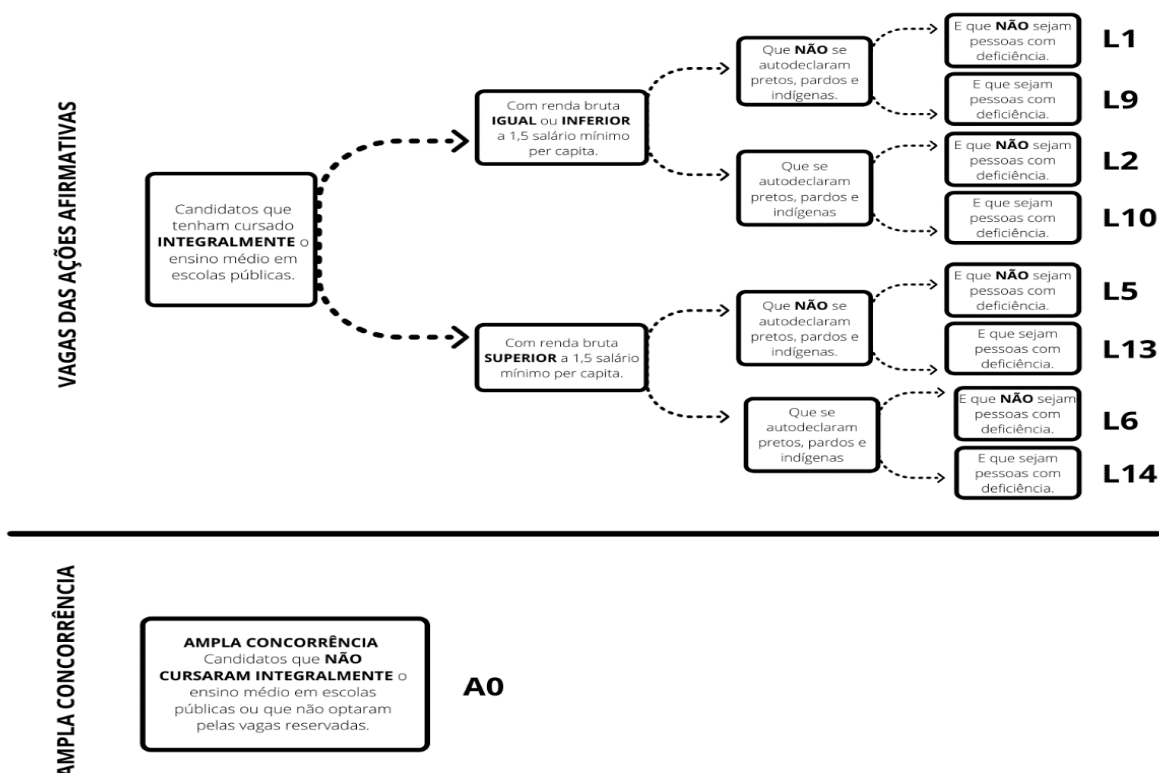 VAGAS DAS AÇÕES AFIRMATIVAS
Candidatos que
tenham cursado
INTEGRALMENTE o
ensino médio em
escolas públicas.
Com renda bruta
IGUAL ou INFERIOR
a 1,5 salário mínimo
per capita.
Que NÃO se
autodeclaram
pretos, pardos e
indígenas.
E que NÃO sejam
pessoas com
deficiência.
L1
E que sejam
pessoas com
deficiência.
L9
Que se
autodeclaram
pretos, pardos e
indígenas
E que NÃO sejam
pessoas com
deficiência.
L2
E que sejam
pessoas com
deficiência.
L10
Com renda bruta
SUPERIOR a 1,5 salário
mínimo per capita.
Que NÃO se
autodeclaram
pretos, pardos e
indígenas.
E que NÃO sejam
pessoas com
deficiência.
L5
E que sejam
pessoas com
deficiência.
L13
Que se
autodeclaram
pretos, pardos e
indígenas
E que NÃO sejam
pessoas com
deficiência.
L6
E que sejam
pessoas com
deficiência.
L14
AMPLA CONCORRÊNCIA
AMPLA CONCORRÊNCIA
Candidatos que NÃO
CURSARAM INTEGRALMENTE o
ensino médio em escolas
públicas ou que não optaram
pelas vagas reservadas.
A0